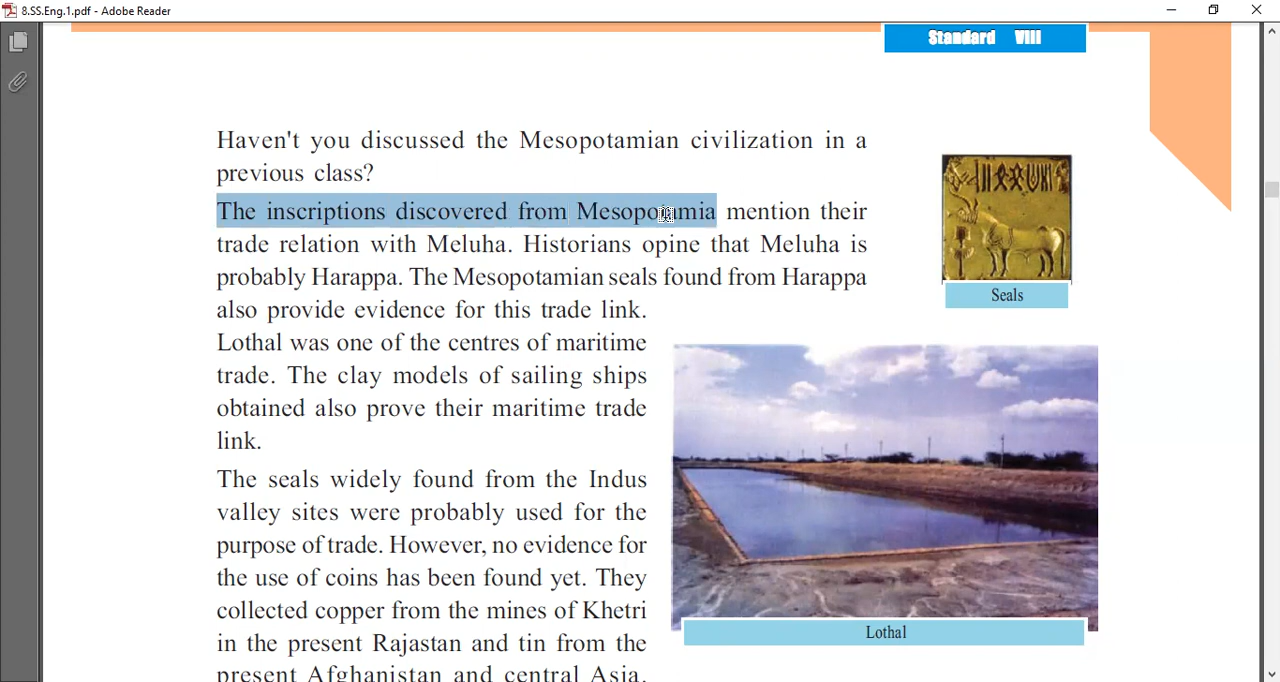 8.SS.Eng.1.pdf - Adobe Reader
Standard VIII
Haven't you discussed the Mesopotamian civilization in a
previous class?
The inscriptions discovered from Mesopotamia mention their
trade relation with Meluha. Historians opine that Meluha is
probably Harappa. The Mesopotamian seals found from Harappa
also provide evidence for this trade link.
Lothal was one of the centres of maritime
trade. The clay models of sailing ships
obtained also prove their maritime trade
link.
The seals widely found from the Indus
valley sites were probably used for the
purpose of trade. However, no evidence for
the use of coins has been found yet. They
collected copper from the mines of Khetri
in the present Rajastan and tin from the
present Afghanistan and central Asia.
Seals
Lothal